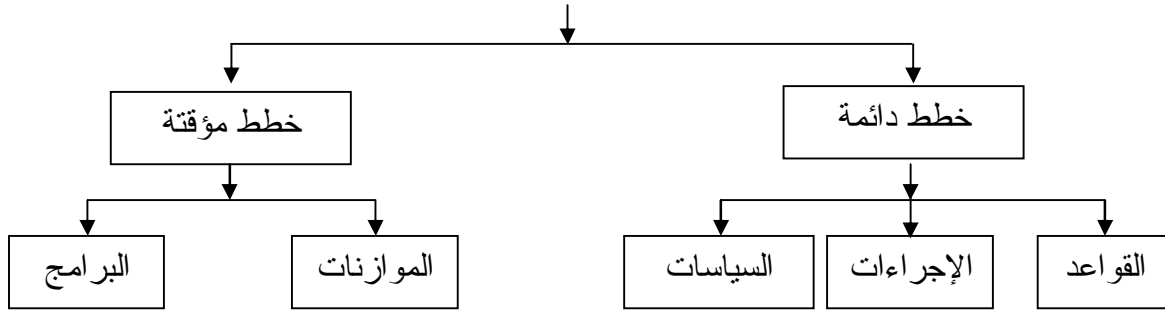 خطط دائمة
خطط مؤقتة
القواعد
الإجراءات
السياسات
الموازنات
البرامج